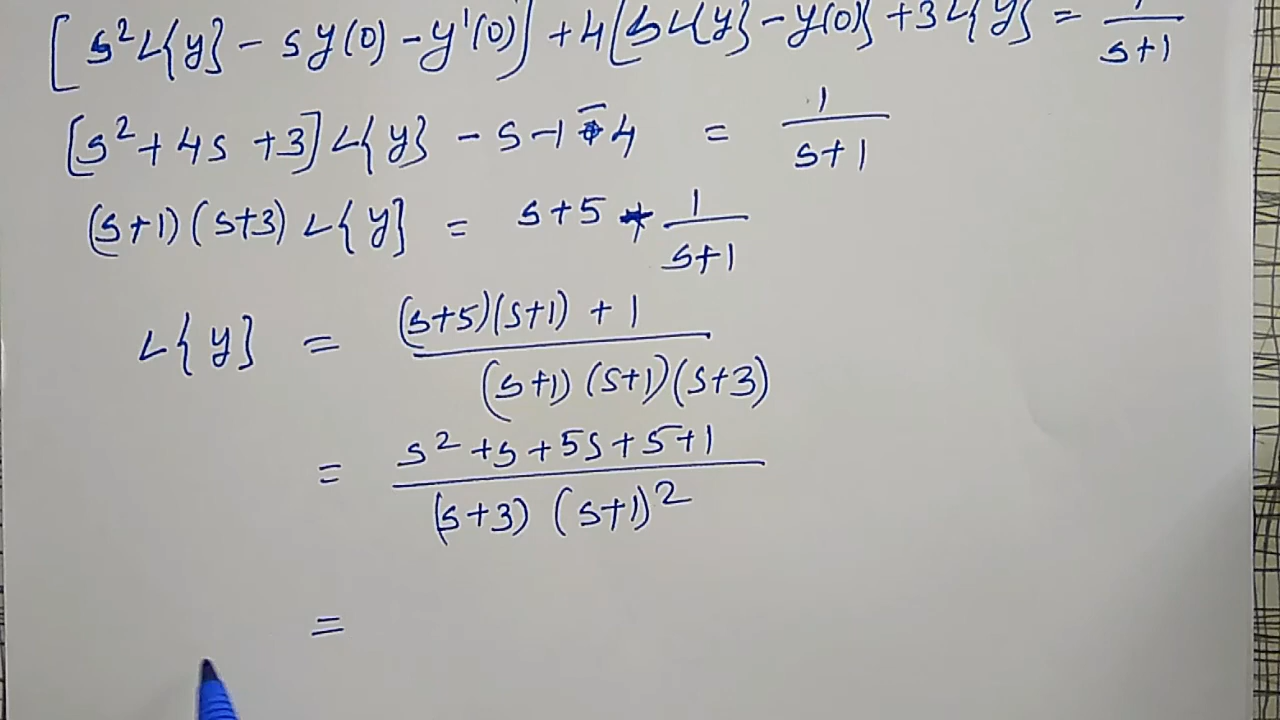 [s²L{y} - sy(0) - y'(0)] + 4[sL{y} - y(0)} + 3L{y} = 1/(s+1)
[s² + 4s + 3] L{y} - s - 1 - 4 = 1/(s+1)
(s+1)(s+3) L{y} = s+5 + 1/(s+1)
L{y} = ((s+5)(s+1) + 1)/((s+1)(s+1)(s+3))
= (s² + s + 5s + 5 + 1)/((s+3)(s+1)²)
=